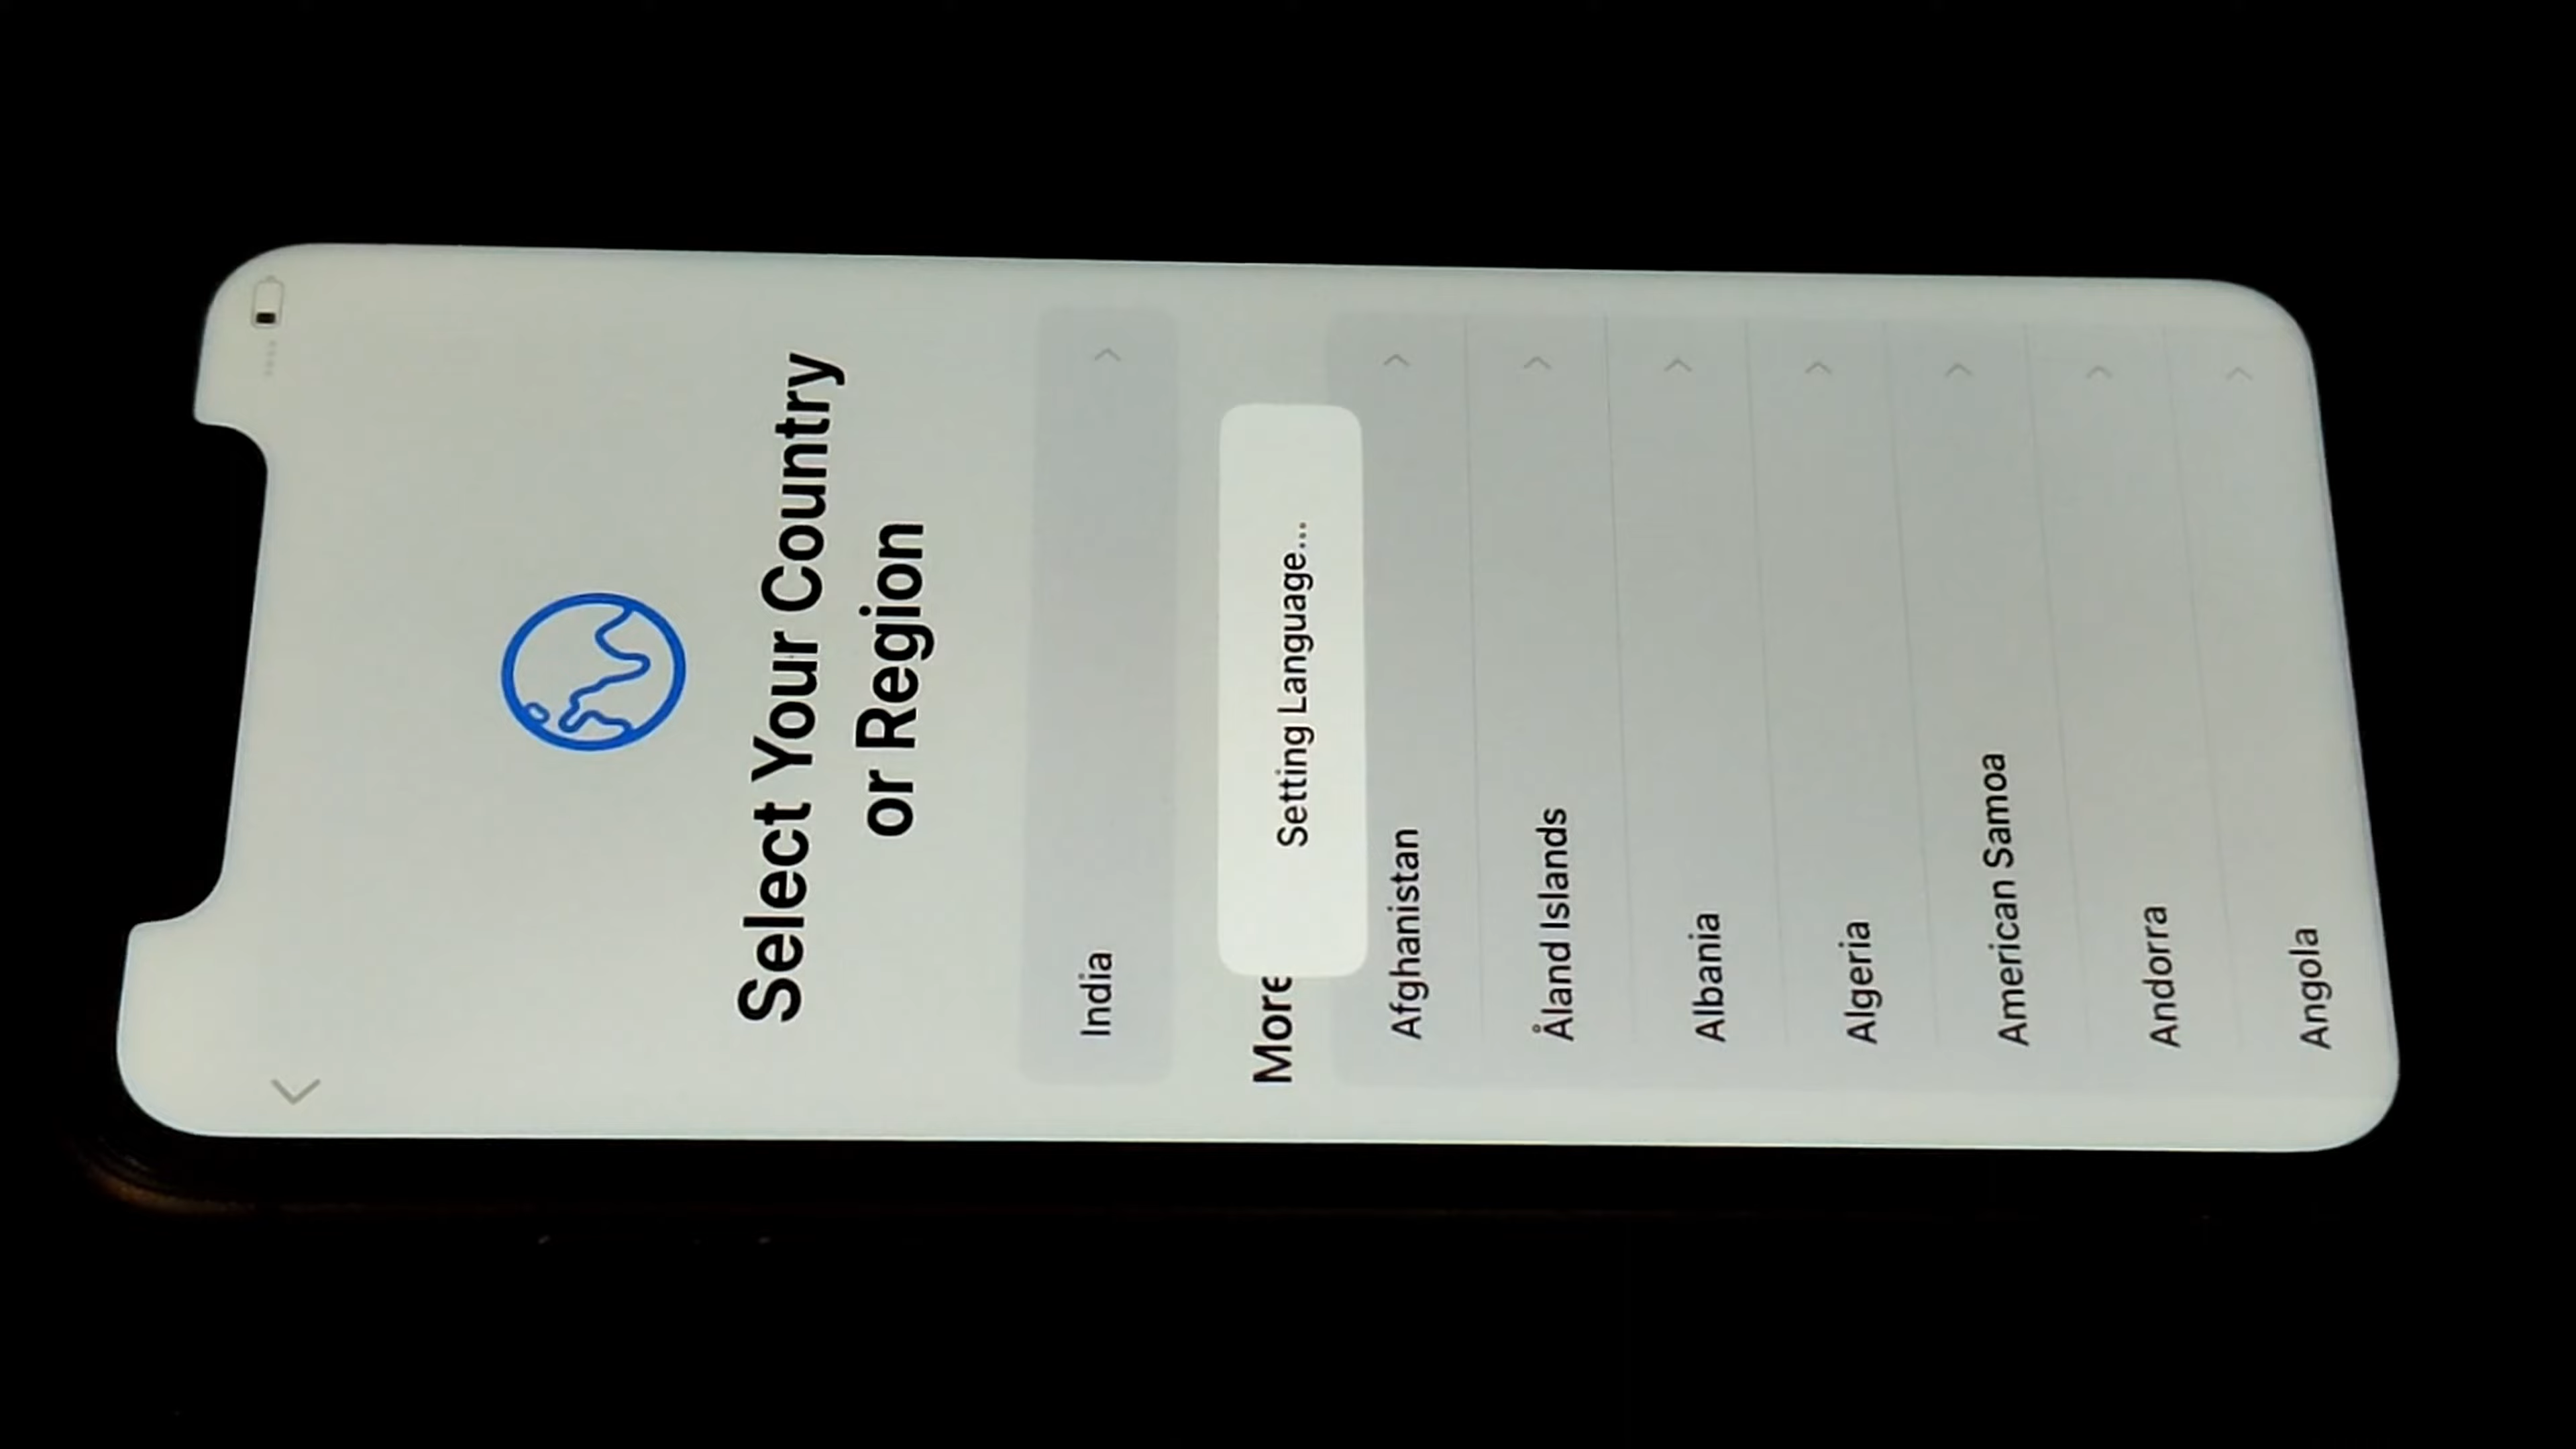 Select Your Country
or Region
India
More
Setting Language...
Afghanistan
Åland Islands
Albania
Algeria
American Samoa
Andorra
Angola